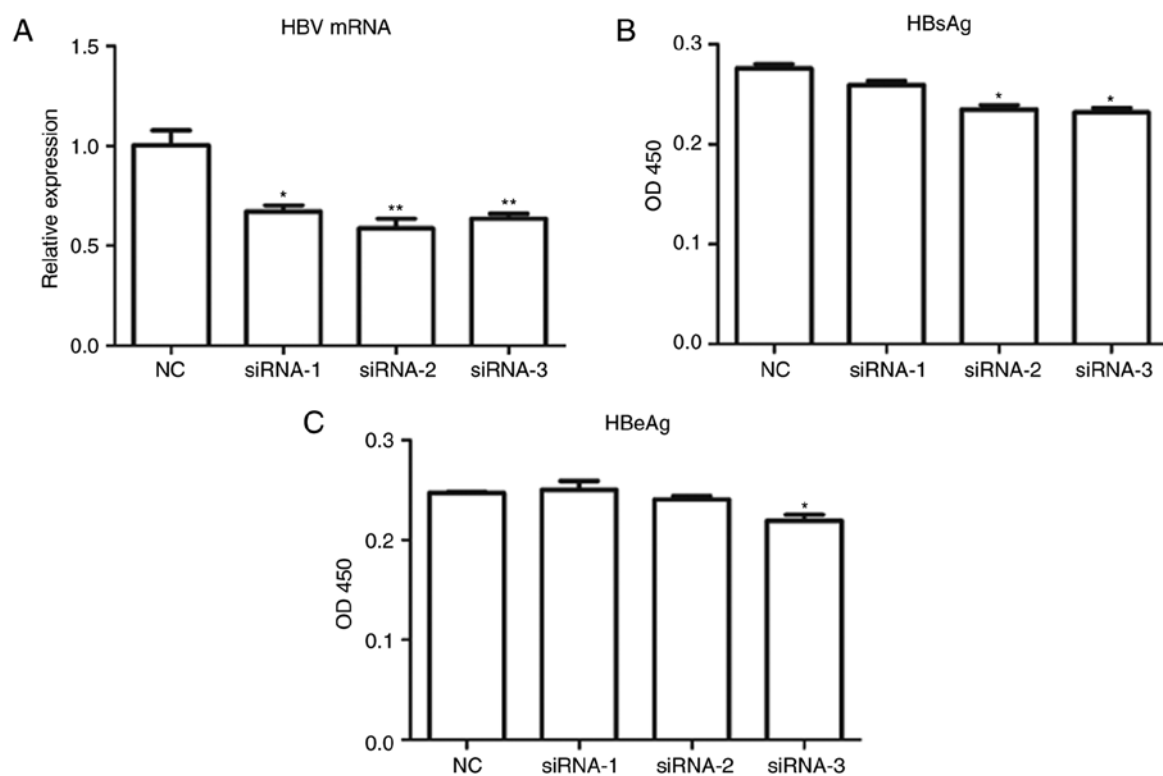 A
HBV mRNA
Relative expression
1.5
1.0
0.5
0.0
*
**
**
NC siRNA-1 siRNA-2 siRNA-3
B
HBsAg
OD 450
0.3
0.2
0.1
0.0
*
*
NC siRNA-1 siRNA-2 siRNA-3
C
HBeAg
OD 450
0.3
0.2
0.1
0.0
*
NC siRNA-1 siRNA-2 siRNA-3